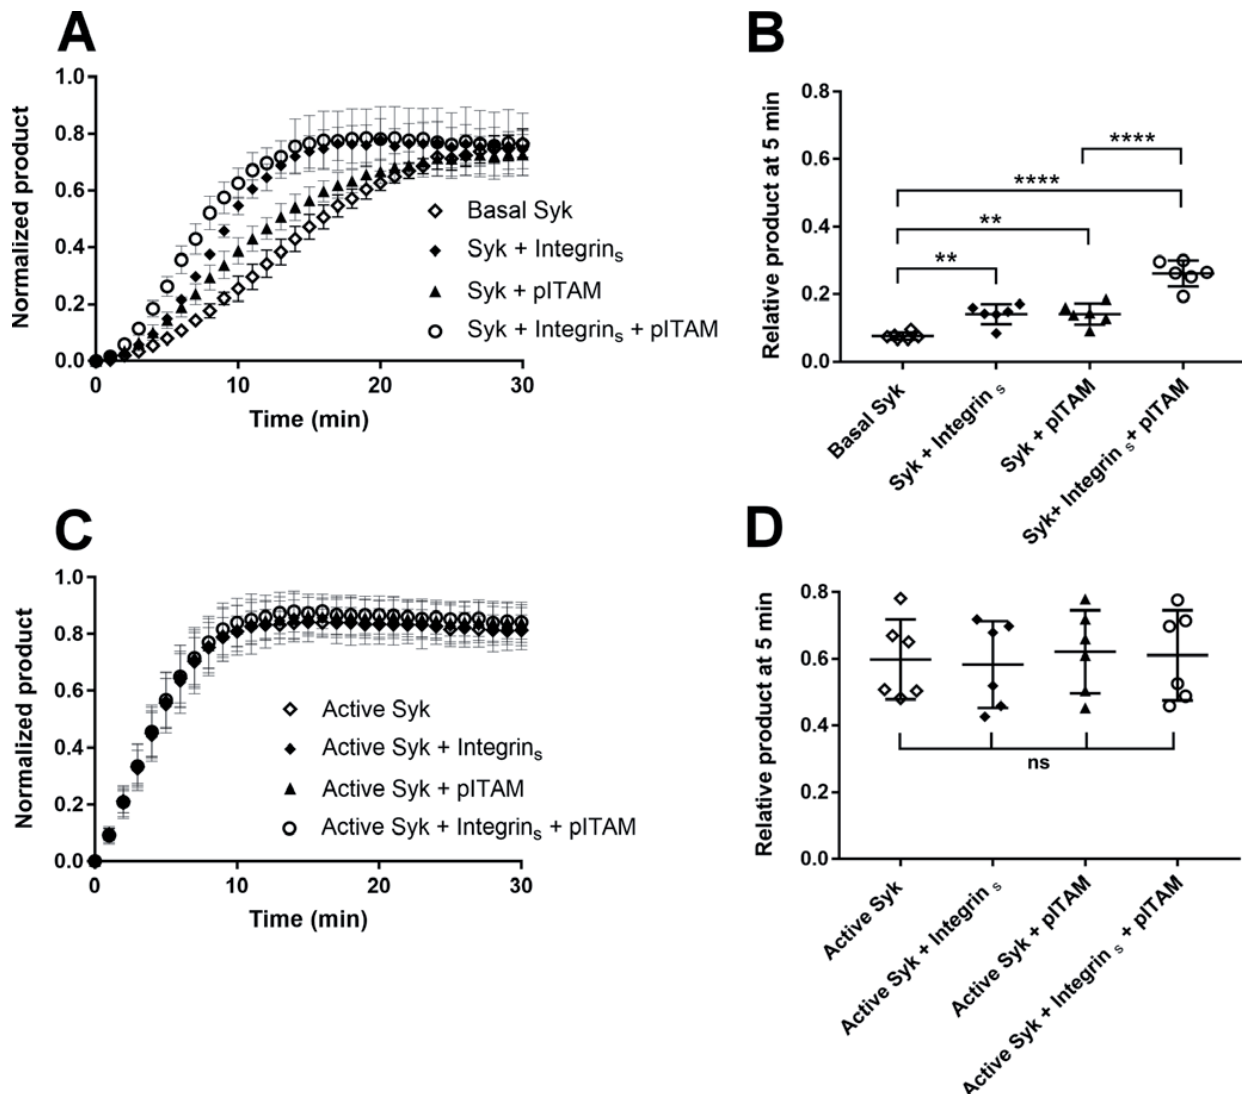 A
Normalized product
1.0
0.8
0.6
0.4
0.2
0.0
0 10 20 30
Time (min)
Basal Syk
Syk + Integrins
Syk + pITAM
Syk + Integrins + pITAM
B
Relative product at 5 min
0.8
0.6
0.4
0.2
0.0
****
****
**
**
Basal Syk
Syk + Integrin s
Syk + pITAM
Syk+ Integrin s+ pITAM
C
Normalized product
1.0
0.8
0.6
0.4
0.2
0.0
0 10 20 30
Time (min)
Active Syk
Active Syk + Integrins
Active Syk + pITAM
Active Syk + Integrins + pITAM
D
Relative product at 5 min
0.8
0.6
0.4
0.2
0.0
ns
Active Syk
Active Syk + Integrin s
Active Syk + pITAM
Active Syk + Integrin s + pITAM